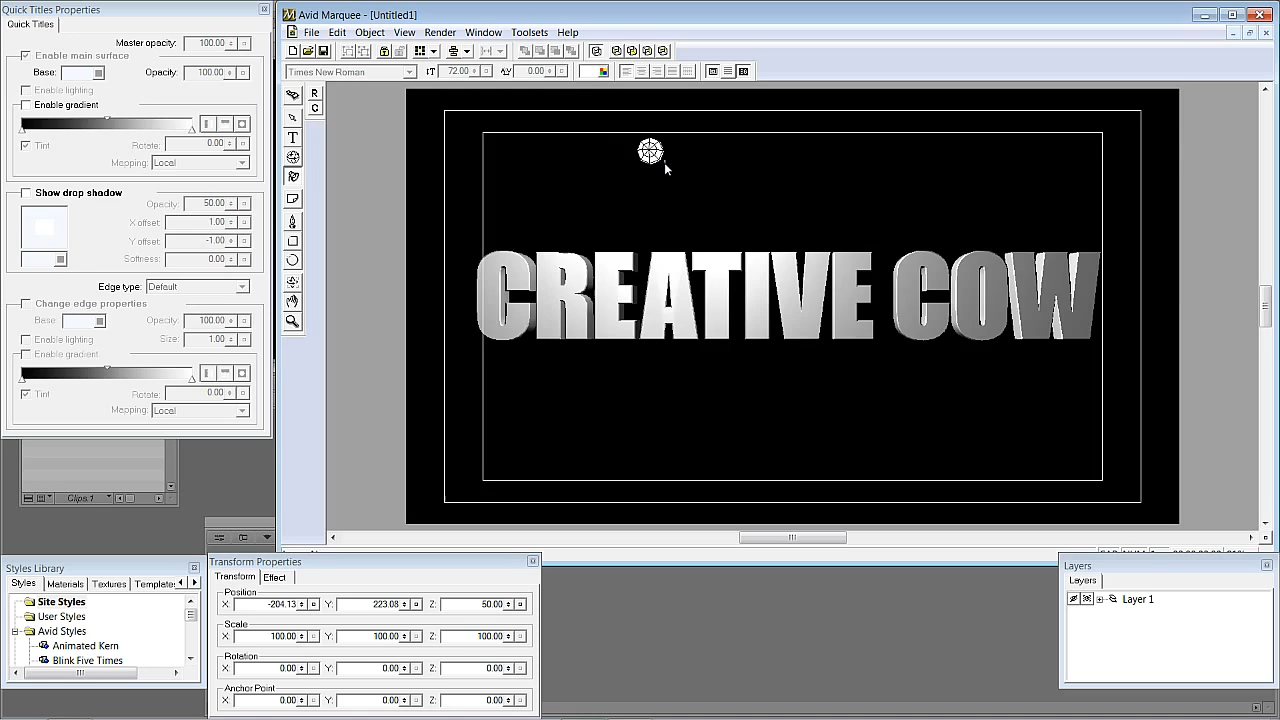 Quick Titles Properties
Quick Titles
Master opacity: 100.00
Enable main surface
Base: Opacity: 100.00
Enable lighting
Enable gradient
Tint Rotate: 0.00
Mapping: Local
Show drop shadow
Opacity: 50.00
X offset: 1.00
Y offset: -1.00
Softness: 0.00
Edge type: Default
Change edge properties
Base: Opacity: 100.00
Enable lighting Size: 1.00
Enable gradient
Tint Rotate: 0.00
Mapping: Local
Clips.1
Avid Marquee - [Untitled1]
File Edit Object View Render Window Toolsets Help
Times New Roman 72.00 0.00
R
C
CREATIVE COW
Styles Library
Styles Materials Textures Template
Site Styles
User Styles
Avid Styles
Animated Kern
Blink Five Times
Transform Properties
Transform Effect
Position
X: -204.13 Y: 223.08 Z: 50.00
Scale
X: 100.00 Y: 100.00 Z: 100.00
Rotation
X: 0.00 Y: 0.00 Z: 0.00
Anchor Point
X: 0.00 Y: 0.00 Z: 0.00
Layers
Layers
Layer 1